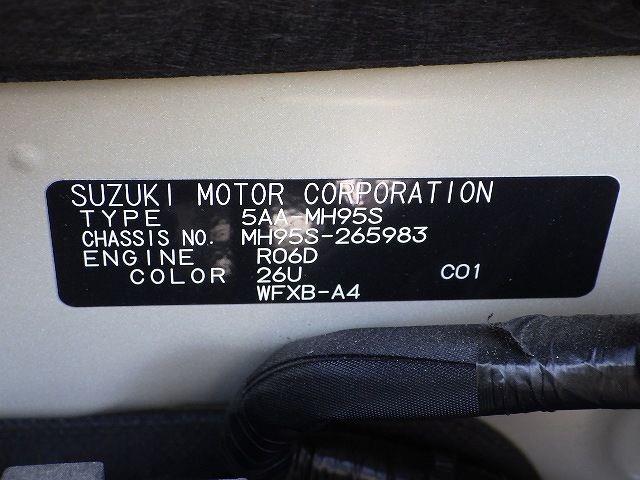 SUZUKI MOTOR CORPORATION
TYPE 5AA-MH95S
CHASSIS NO. MH95S-265983
ENGINE R06D
COLOR 26U C01
WFXB-A4